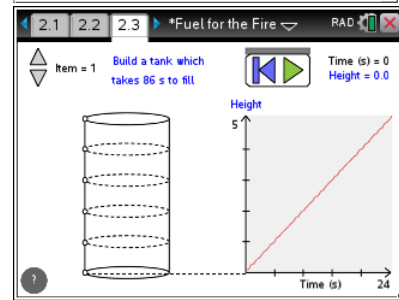 2.1 2.2 2.3 *Fuel for the Fire RAD
Item = 1
Build a tank which
takes 86 s to fill
Time (s) = 0
Height = 0.0
Height
5
Time (s) 24
?